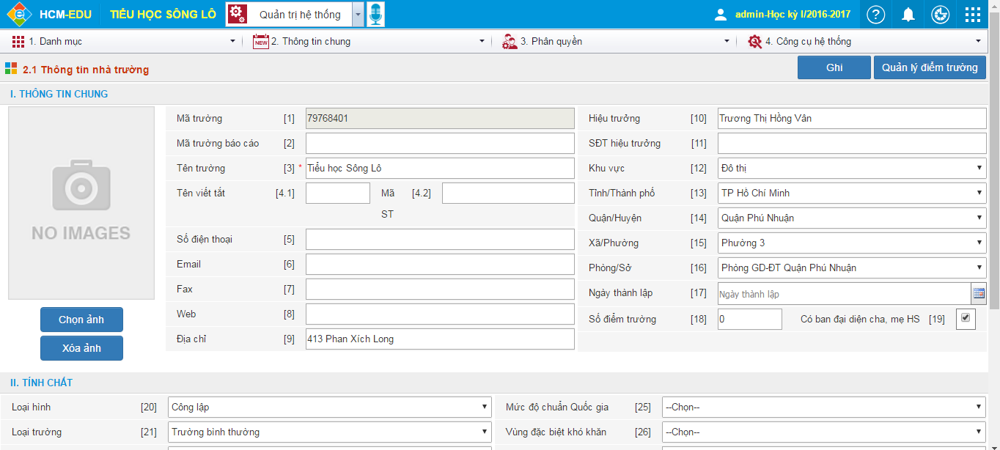 HCM-EDU TIỂU HỌC SÔNG LÔ Quản trị hệ thống admin-Học kỳ I/2016-2017 ?
1. Danh mục NEW 2. Thông tin chung 3. Phân quyền 4. Công cụ hệ thống
2.1 Thông tin nhà trường Ghi Quản lý điểm trường
I. THÔNG TIN CHUNG
NO IMAGES
Chọn ảnh
Xóa ảnh
Mã trường [1] 79768401
Mã trường báo cáo [2]
Tên trường [3] * Tiểu học Sông Lô
Tên viết tắt [4.1] Mã [4.2]
ST
Số điện thoại [5]
Email [6]
Fax [7]
Web [8]
Địa chỉ [9] 413 Phan Xích Long
Hiệu trưởng [10] Trương Thị Hồng Vân
SĐT hiệu trưởng [11]
Khu vực [12] Đô thị
Tỉnh/Thành phố [13] TP Hồ Chí Minh
Quận/Huyện [14] Quận Phú Nhuận
Xã/Phường [15] Phường 3
Phòng/Sở [16] Phòng GD-ĐT Quận Phú Nhuận
Ngày thành lập [17] Ngày thành lập
Số điểm trường [18] 0 Có ban đại diện cha, mẹ HS [19]
II. TÍNH CHẤT
Loại hình [20] Công lập Mức độ chuẩn Quốc gia [25] --Chọn--
Loại trường [21] Trường bình thường Vùng đặc biệt khó khăn [26] --Chọn--